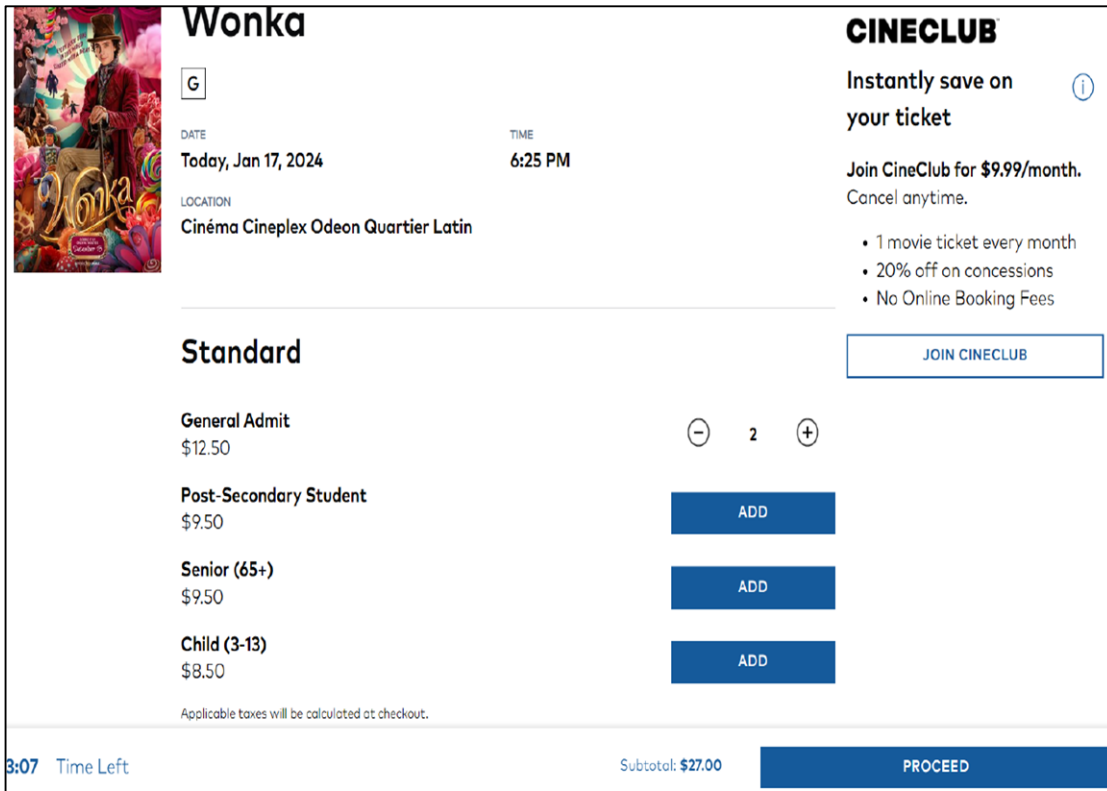 Wonka
G
DATE
Today, Jan 17, 2024
TIME
6:25 PM
LOCATION
Cinéma Cineplex Odeon Quartier Latin
Wonka
December 15
Standard
General Admit
$12.50
2
Post-Secondary Student
$9.50
ADD
Senior (65+)
$9.50
ADD
Child (3-13)
$8.50
ADD
Applicable taxes will be calculated at checkout.
CINECLUB
Instantly save on
your ticket
i
Join CineClub for $9.99/month.
Cancel anytime.
• 1 movie ticket every month
• 20% off on concessions
• No Online Booking Fees
JOIN CINECLUB
3:07 Time Left
Subtotal: $27.00
PROCEED